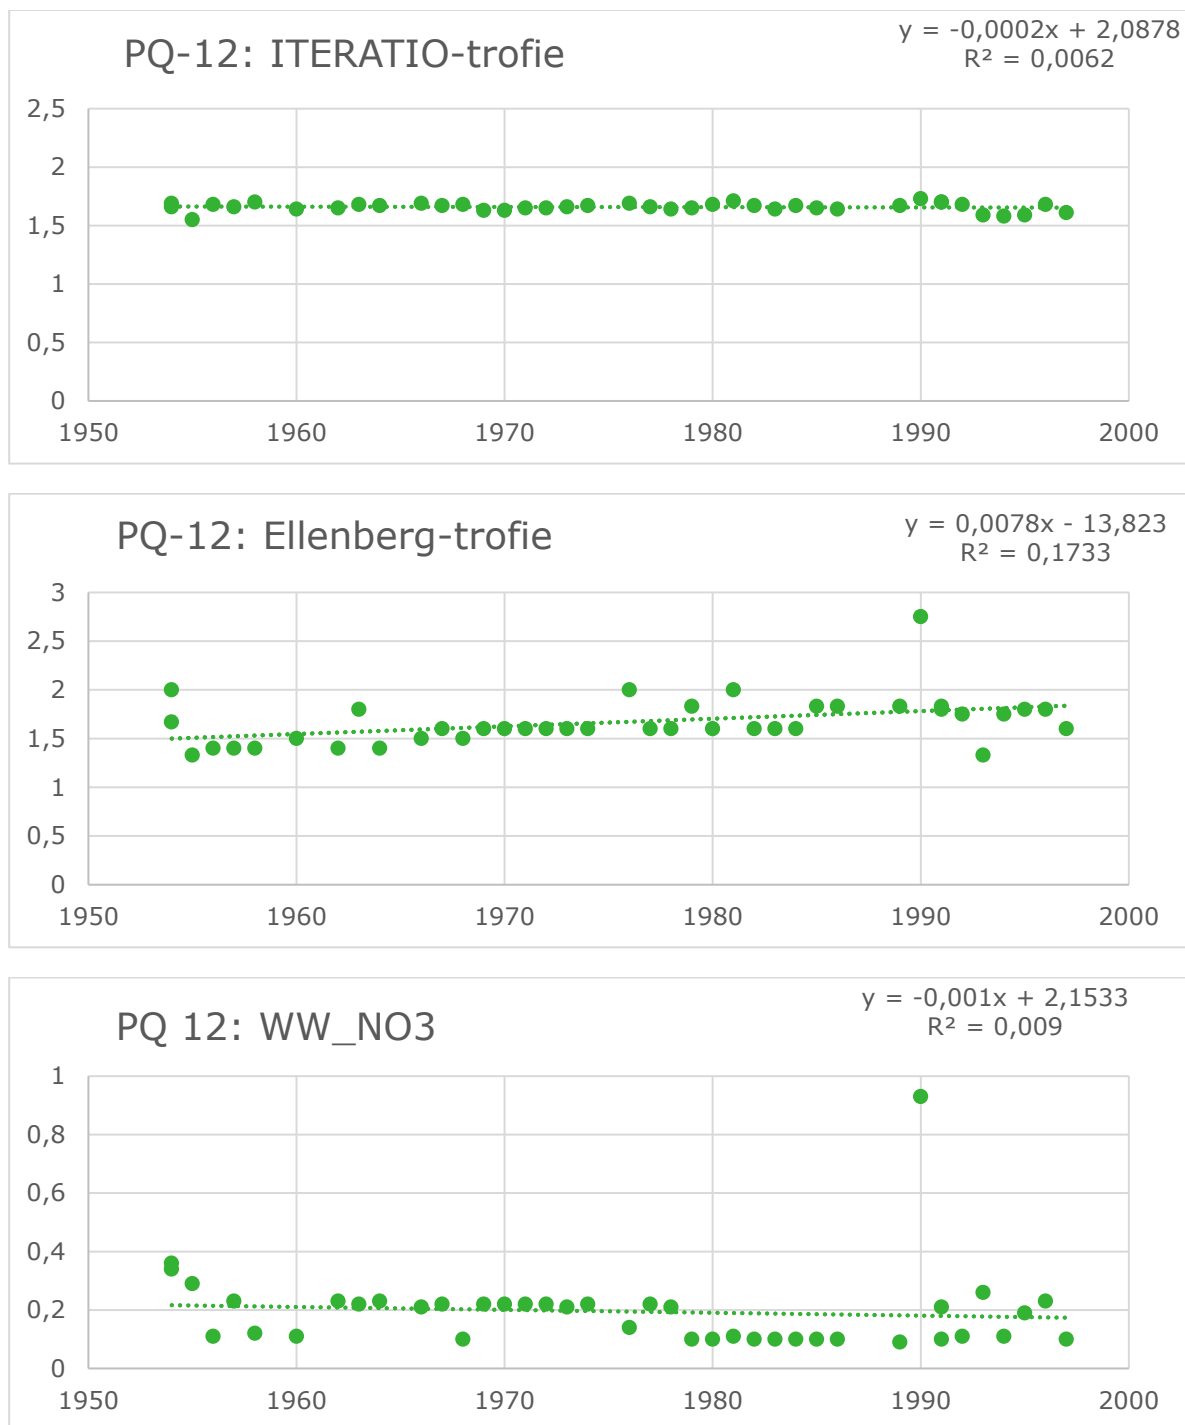 PQ-12: ITERATIO-trofie
y = -0,0002x + 2,0878
R² = 0,0062
2,5
2
1,5
1
0,5
0
1950 1960 1970 1980 1990 2000
PQ-12: Ellenberg-trofie
y = 0,0078x - 13,823
R² = 0,1733
3
2,5
2
1,5
1
0,5
0
1950 1960 1970 1980 1990 2000
PQ 12: WW_NO3
y = -0,001x + 2,1533
R² = 0,009
1
0,8
0,6
0,4
0,2
0
1950 1960 1970 1980 1990 2000